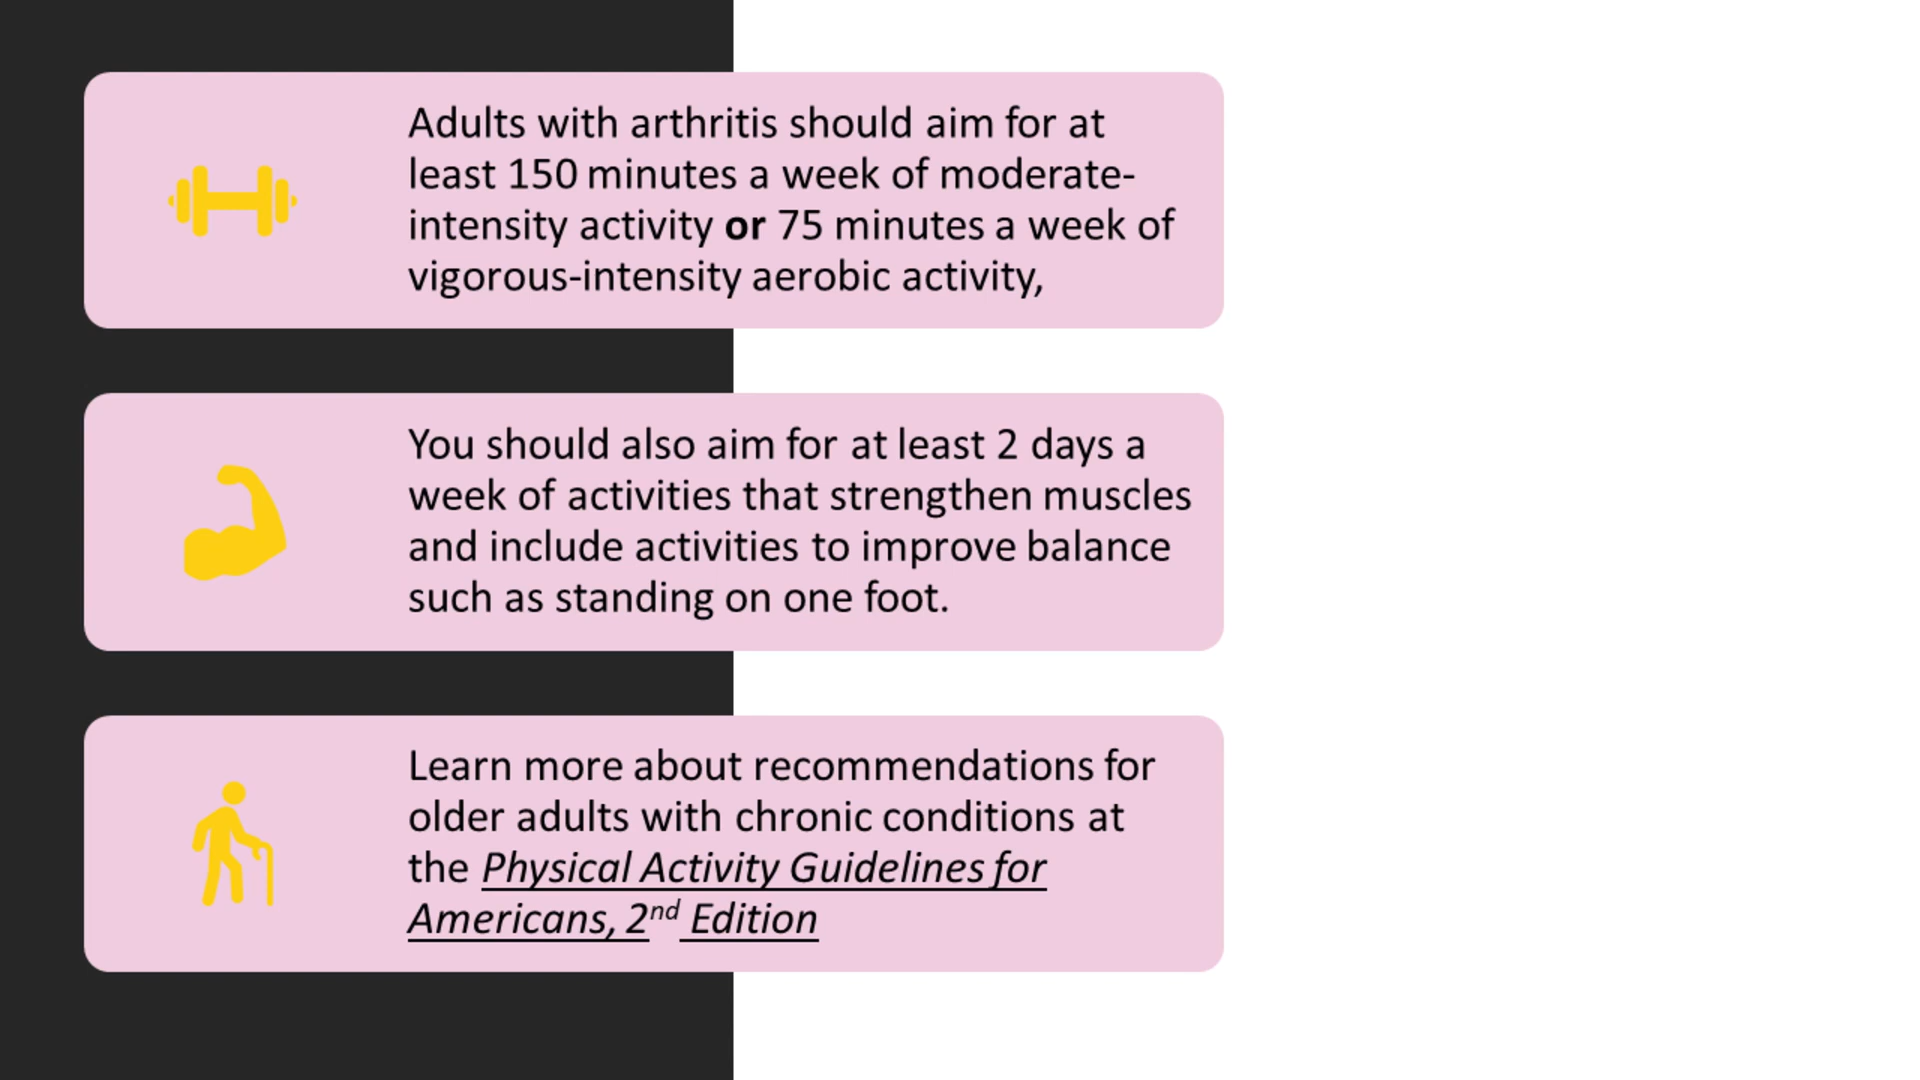 Adults with arthritis should aim for at
least 150 minutes a week of moderate-
intensity activity or 75 minutes a week of
vigorous-intensity aerobic activity,
You should also aim for at least 2 days a
week of activities that strengthen muscles
and include activities to improve balance
such as standing on one foot.
Learn more about recommendations for
older adults with chronic conditions at
the Physical Activity Guidelines for
Americans, 2nd Edition